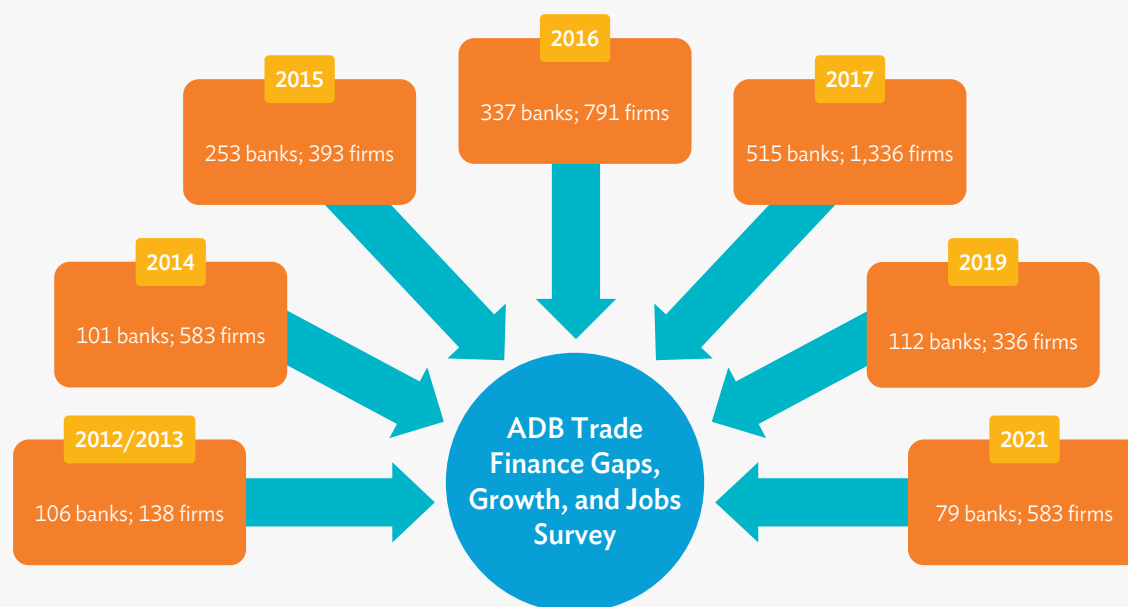 2016
337 banks; 791 firms
2015
253 banks; 393 firms
2017
515 banks; 1,336 firms
2014
101 banks; 583 firms
2019
112 banks; 336 firms
2012/2013
106 banks; 138 firms
ADB Trade
Finance Gaps,
Growth, and Jobs
Survey
2021
79 banks; 583 firms